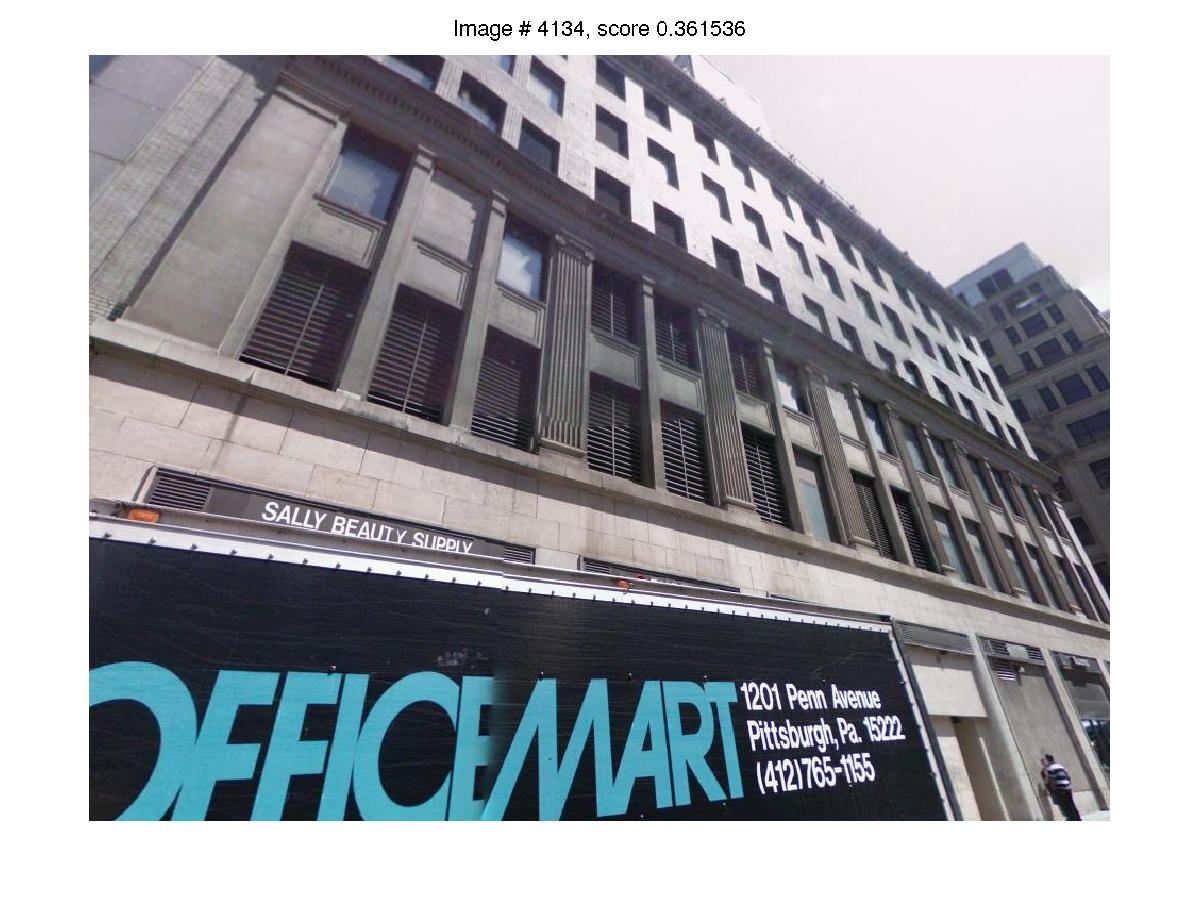 Image # 4134, score 0.361536
SALLY BEAUTY SUPPLY
OFFICEMART
1201 Penn Avenue
Pittsburgh, Pa. 15222
(412)765-1155